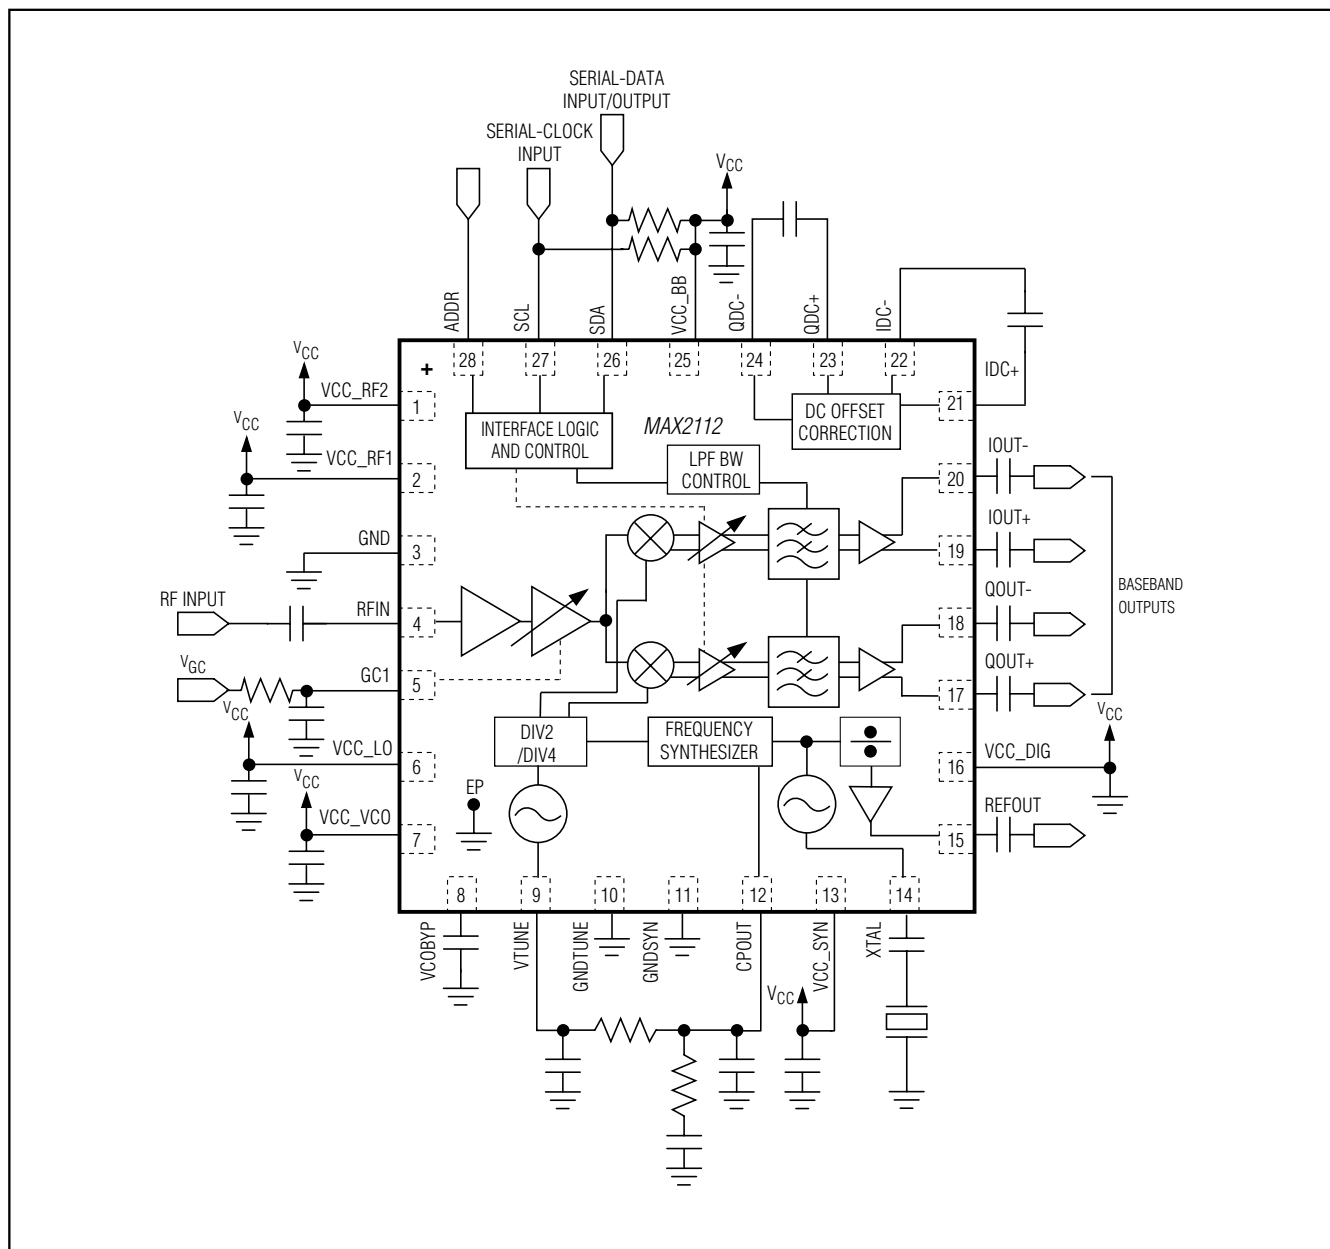 SERIAL-DATA
INPUT/OUTPUT
SERIAL-CLOCK
INPUT
VCC
ADDR
SCL
SDA
VCC_BB
QDC-
QDC+
IDC-
28
27
26
25
24
23
22
+
VCC
VCC_RF2
1
VCC
VCC_RF1
2
GND
3
RF INPUT
RFIN
4
VGC
GC1
5
VCC
VCC_LO
6
VCC
VCC_VCO
7
INTERFACE LOGIC
AND CONTROL
MAX2112
DC OFFSET
CORRECTION
LPF BW
CONTROL
DIV2
/DIV4
FREQUENCY
SYNTHESIZER
EP
IDC+
21
IOUT-
20
IOUT+
19
QOUT-
18
QOUT+
17
BASEBAND
OUTPUTS
VCC
VCC_DIG
16
REFOUT
15
8
9
10
11
12
13
14
VCOBYP
VTUNE
GNDTUNE
GNDSYN
CPOUT
VCC_SYN
XTAL
VCC